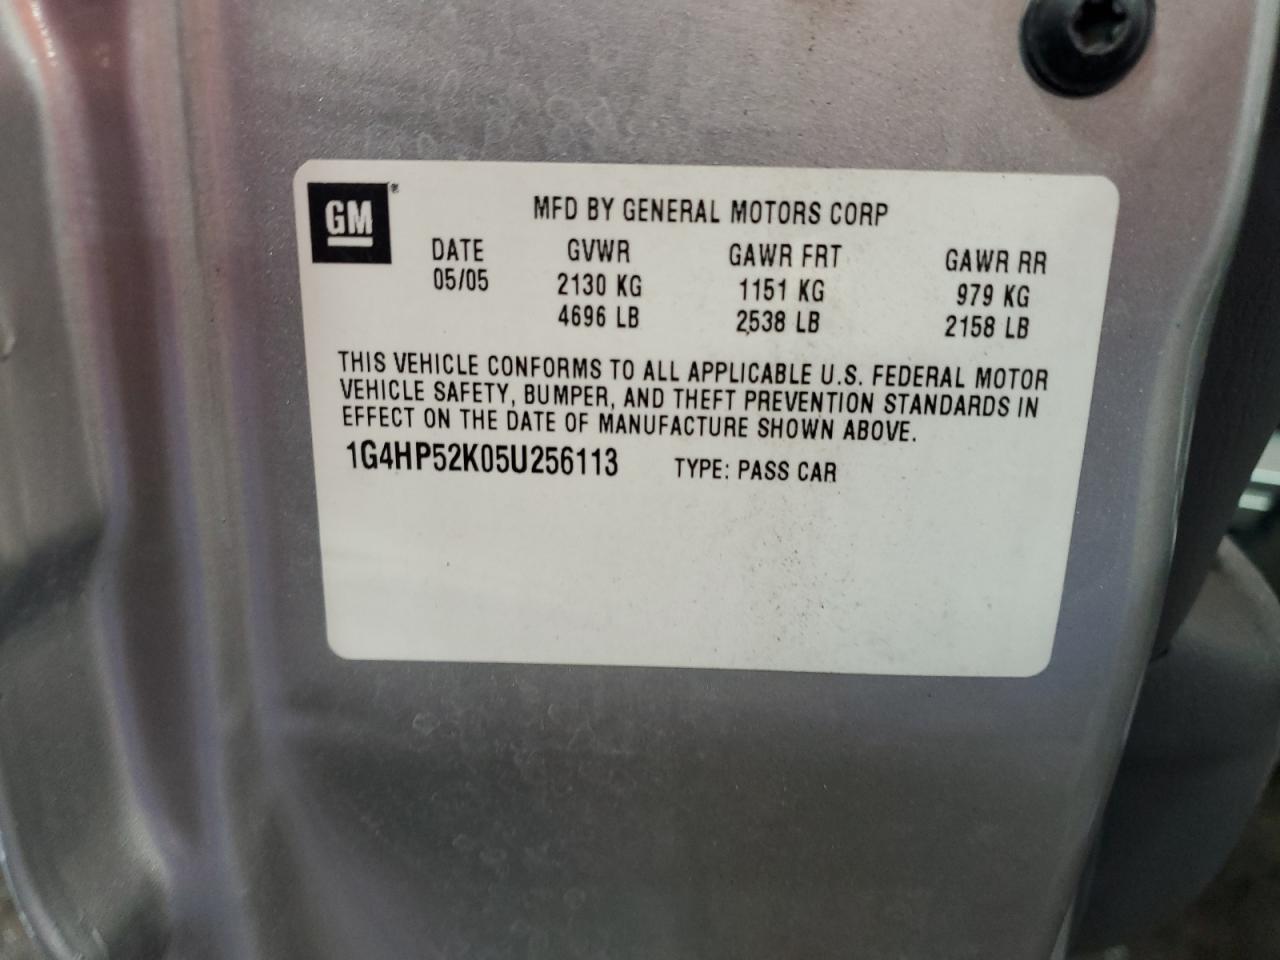 GM®
MFD BY GENERAL MOTORS CORP
DATE GVWR GAWR FRT GAWR RR
05/05 2130 KG 1151 KG 979 KG
4696 LB 2538 LB 2158 LB
THIS VEHICLE CONFORMS TO ALL APPLICABLE U.S. FEDERAL MOTOR
VEHICLE SAFETY, BUMPER, AND THEFT PREVENTION STANDARDS IN
EFFECT ON THE DATE OF MANUFACTURE SHOWN ABOVE.
1G4HP52K05U256113 TYPE: PASS CAR